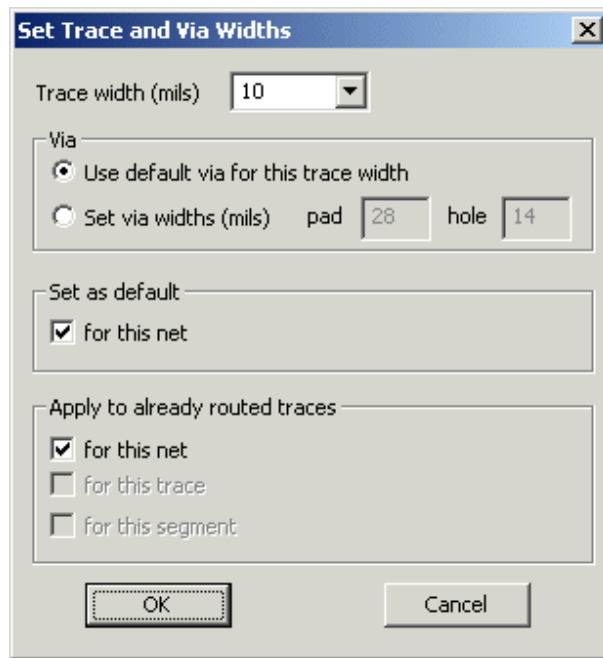 Set Trace and Via Widths
Trace width (mils) 10
Via
Use default via for this trace width
Set via widths (mils) pad 28 hole 14
Set as default
for this net
Apply to already routed traces
for this net
for this trace
for this segment
OK Cancel